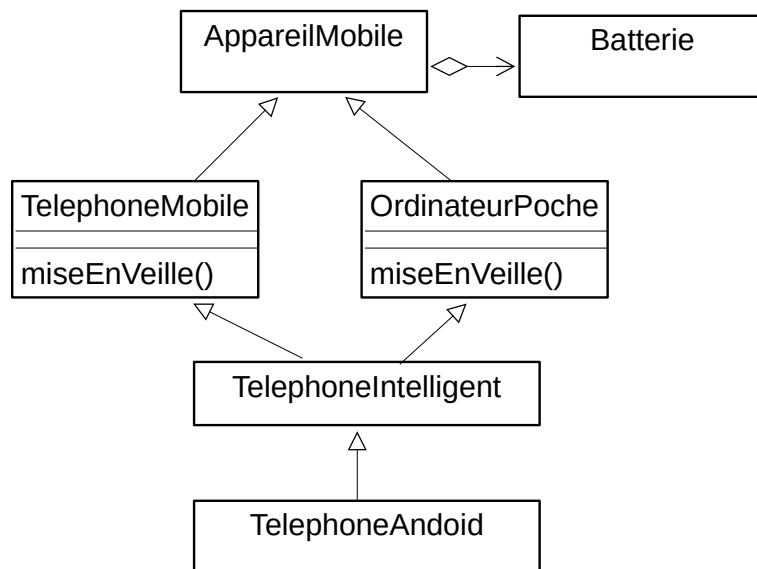 AppareilMobile
Batterie
TelephoneMobile
miseEnVeille()
OrdinateurPoche
miseEnVeille()
TelephoneIntelligent
TelephoneAndoid